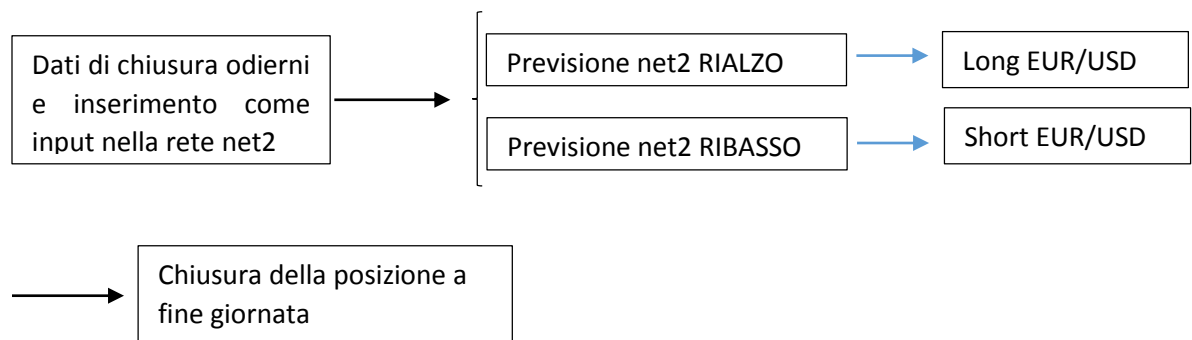 Dati di chiusura odierni
e inserimento come
input nella rete net2
Previsione net2 RIALZO
Long EUR/USD
Previsione net2 RIBASSO
Short EUR/USD
Chiusura della posizione a
fine giornata